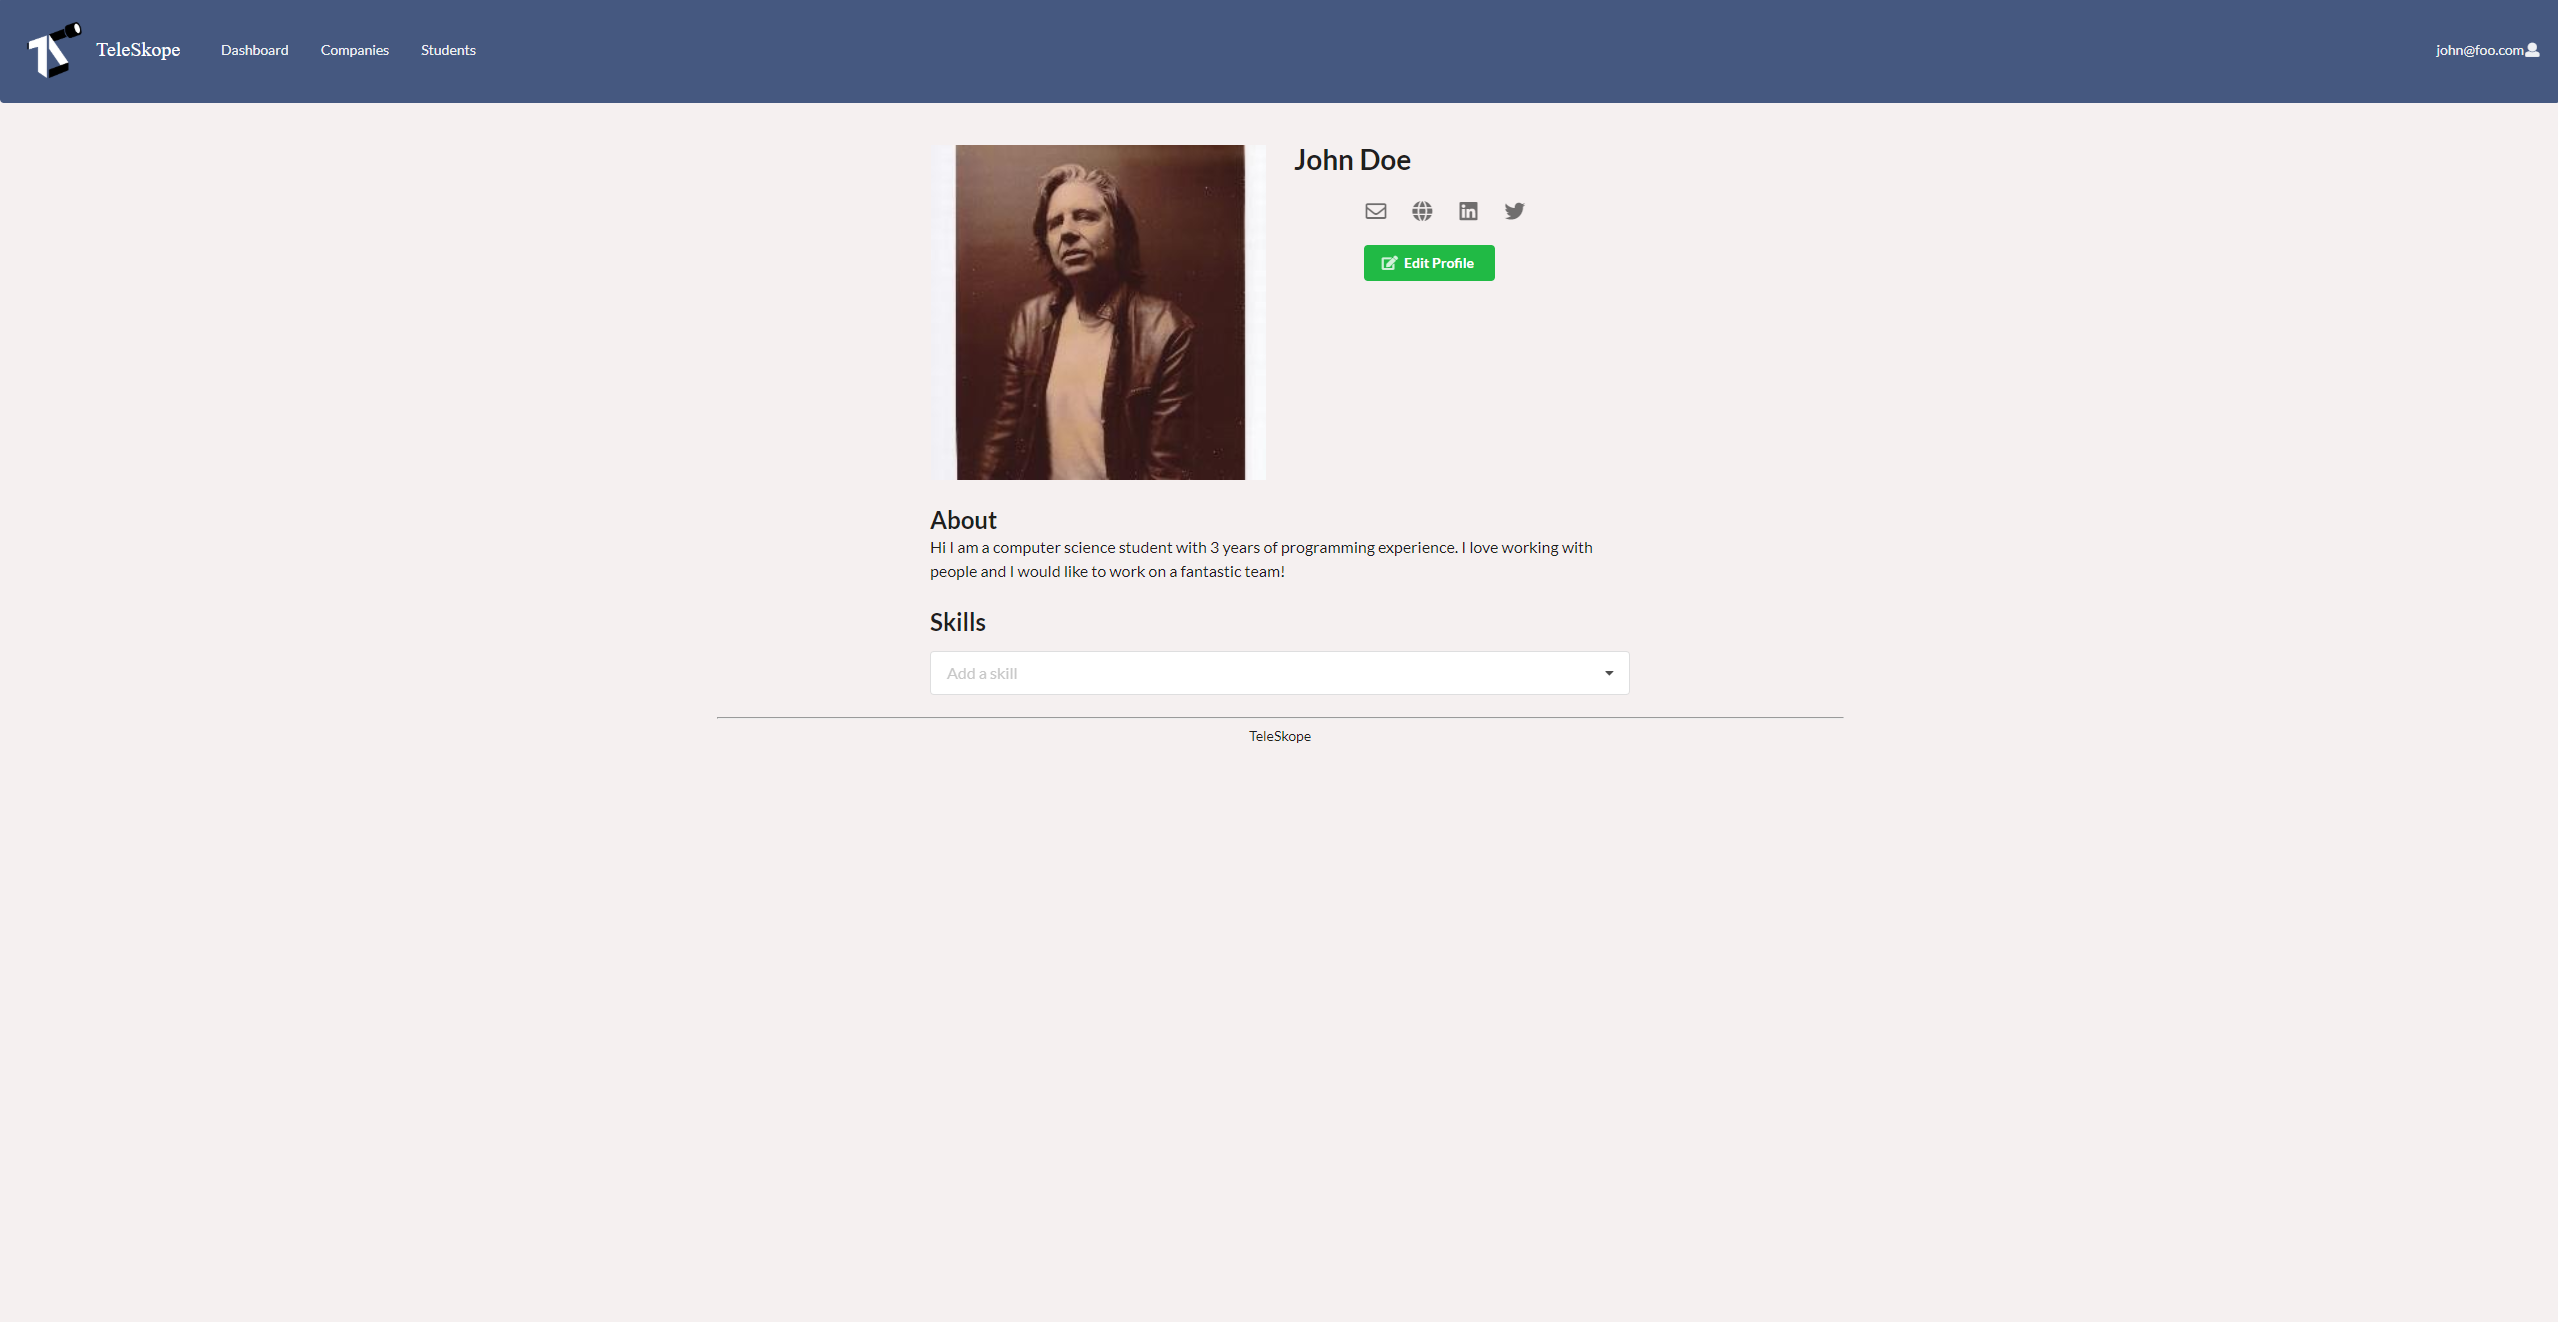 TeleSkope
Dashboard
Companies
Students
john@foo.com
John Doe
Edit Profile
About
Hi I am a computer science student with 3 years of programming experience. I love working with
people and I would like to work on a fantastic team!
Skills
Add a skill
TeleSkope